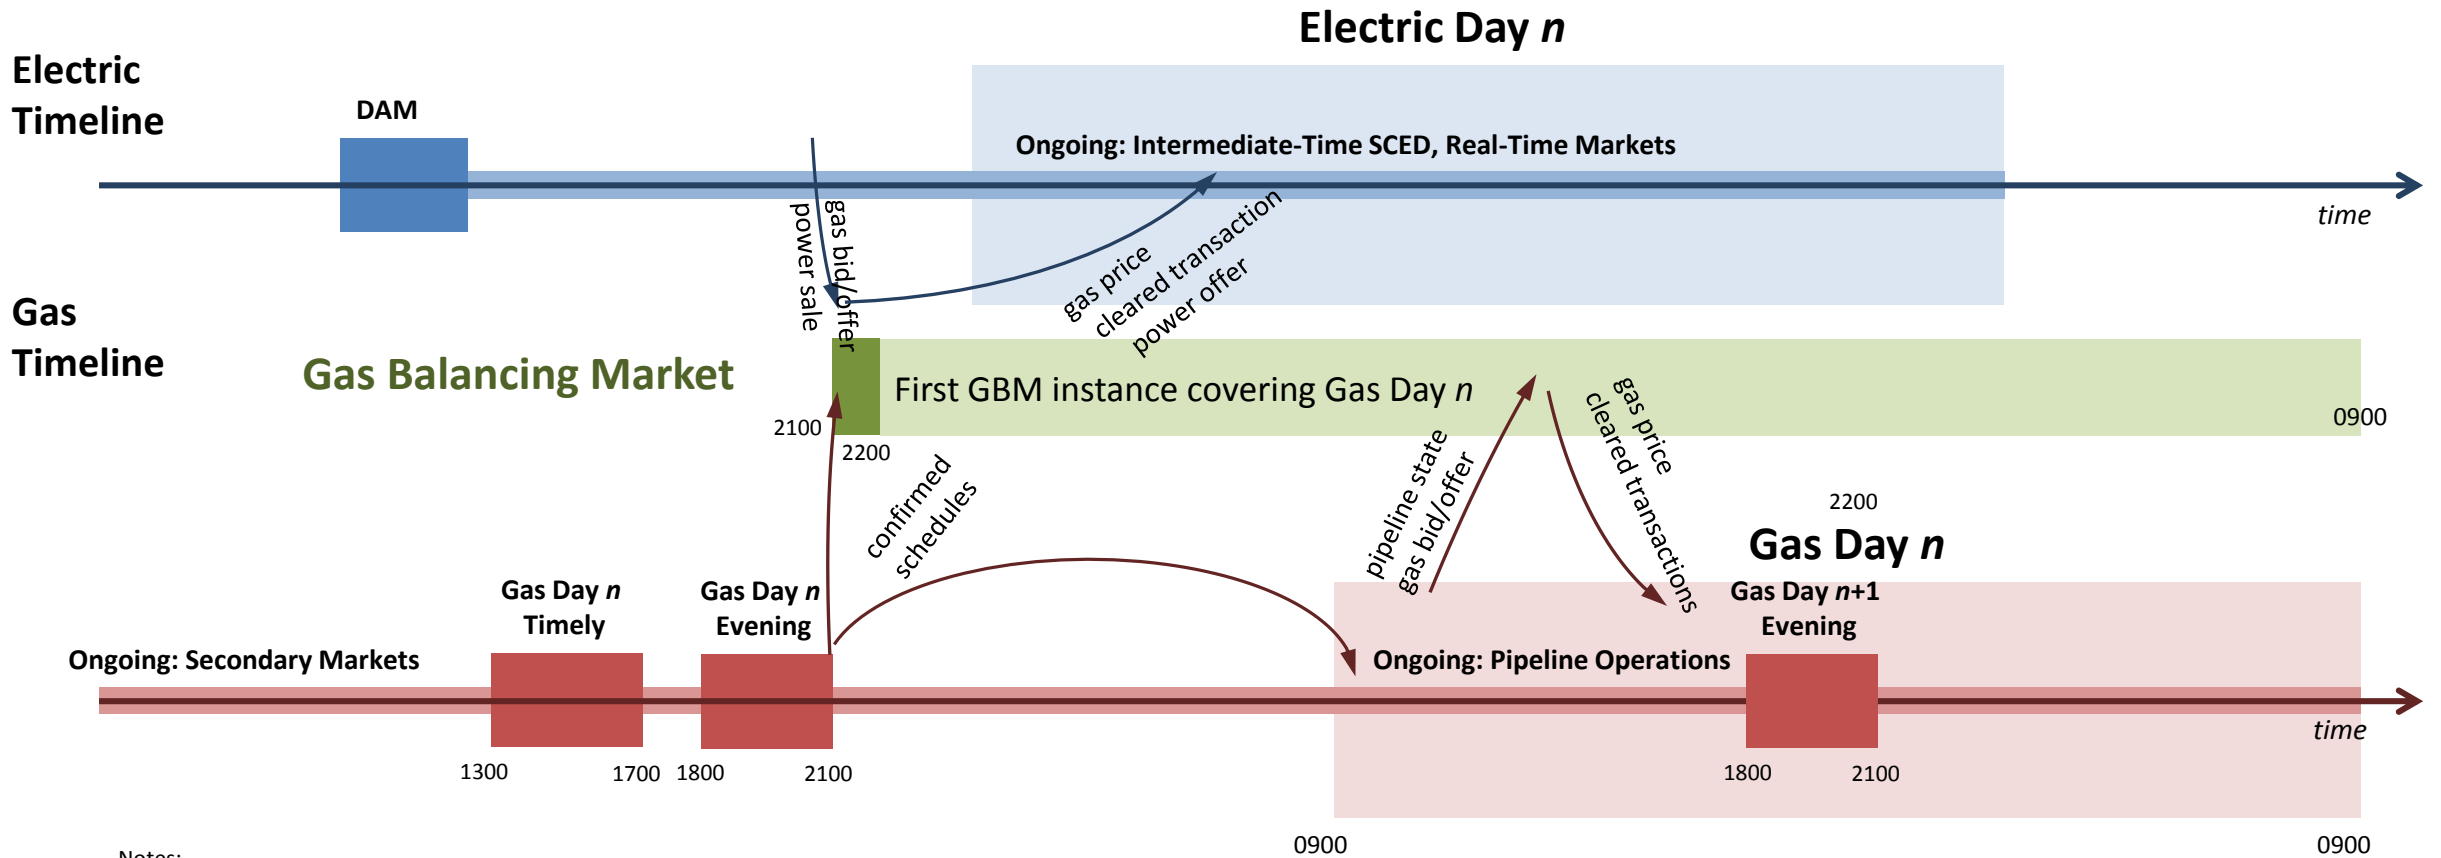 Electric Day n
Electric
Timeline
DAM
Ongoing: Intermediate-Time SCED, Real-Time Markets
time
gas bid/offer
power sale
gas price
cleared transaction
power offer
Gas
Timeline
Gas Balancing Market
First GBM instance covering Gas Day n
2100
2200
0900
confirmed
schedules
pipeline state
gas bid/offer
gas price
cleared transactions
2200
Gas Day n
Gas Day n
Timely
Gas Day n
Evening
Gas Day n+1
Evening
Ongoing: Secondary Markets
Ongoing: Pipeline Operations
time
1300
1700
1800
2100
1800
2100
0900
0900
Notes: